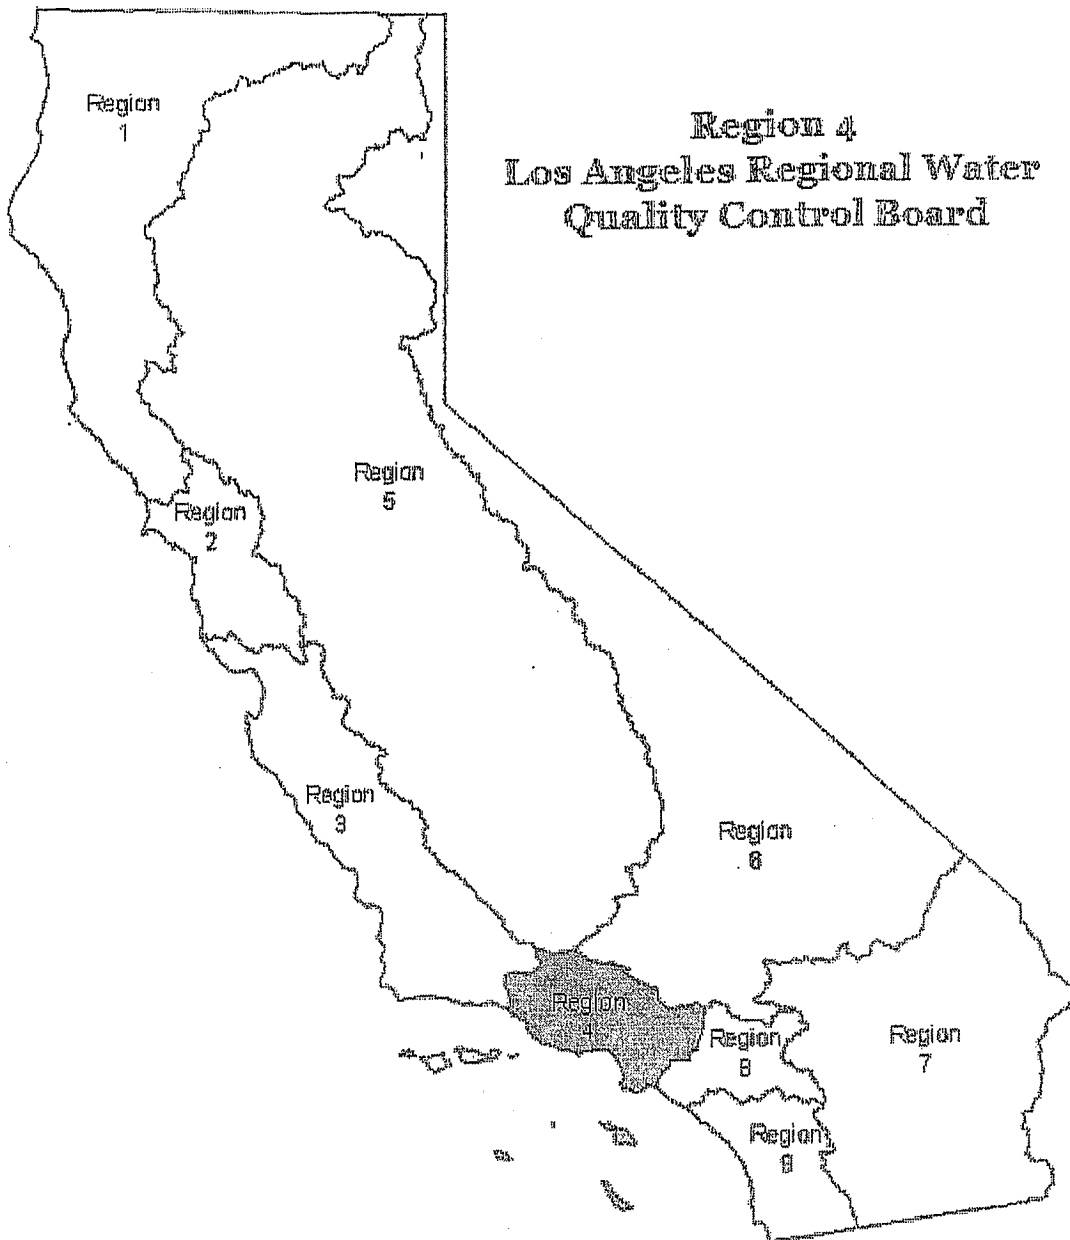 Region 4
Los Angeles Regional Water
Quality Control Board
Region
1
Region
5
Region
2
Region
3
Region
6
Region
4
Region
8
Region
7
Region
9